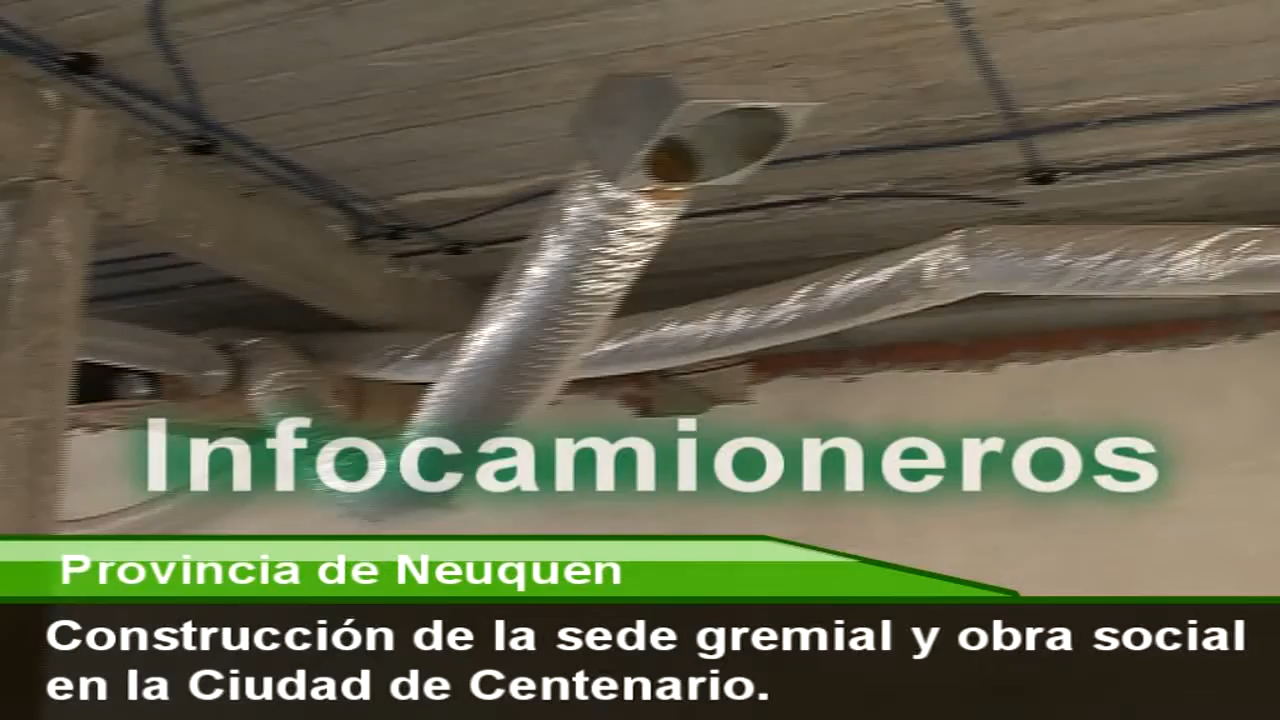 Infocamioneros
Provincia de Neuquen
Construcción de la sede gremial y obra social
en la Ciudad de Centenario.